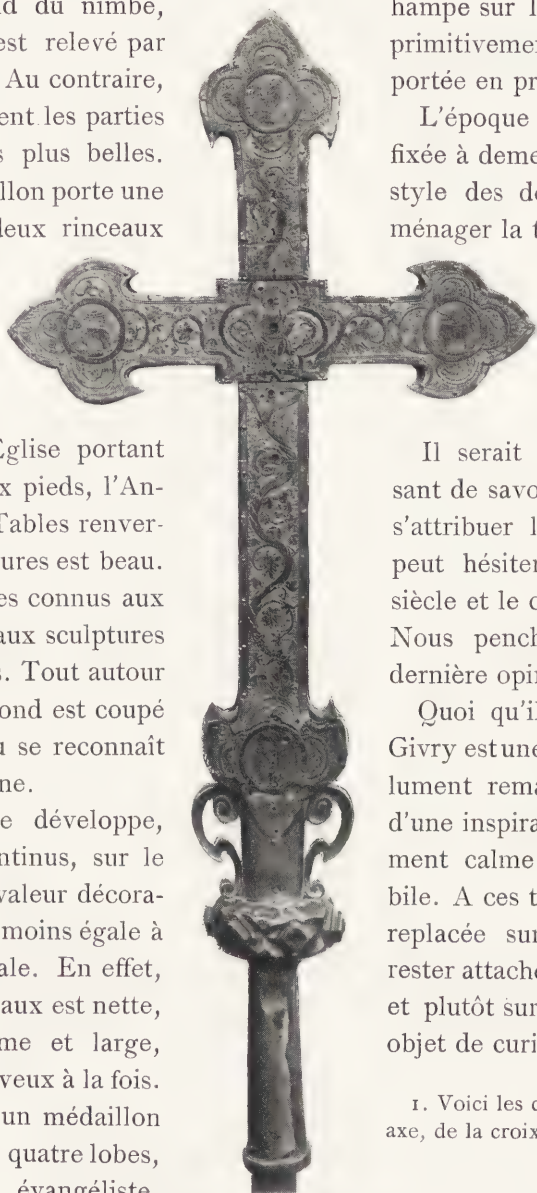 d du nimbe,
est relevé par
Au contraire,
ent les parties
s plus belles.
llon porte une
deux rinceaux
Eglise portant
x pieds, l'An-
Tables renver-
ures est beau.
es connus aux
aux sculptures
s. Tout autour
ond est coupé
u se reconnaît
ne.
e développe,
ntinus, sur le
valeur décora-
moins égale à
ale. En effet,
aux est nette,
me et large,
veux à la fois.
un médaillon
quatre lobes,
évangéliste
hampe sur l
primitiveme
portée en pr
L'époque
fixée à deme
style des de
ménager la t
Il serait
sant de savo
s'attribuer l
peut hésiter
siècle et le c
Nous pench
dernière opi
Quoi qu'il
Givry est une
lument rema
d'une inspira
ment calme
bile. A ces t
replacée sur
rester attaché
et plutôt sur
objet de curi
1. Voici les d
axe, de la croix